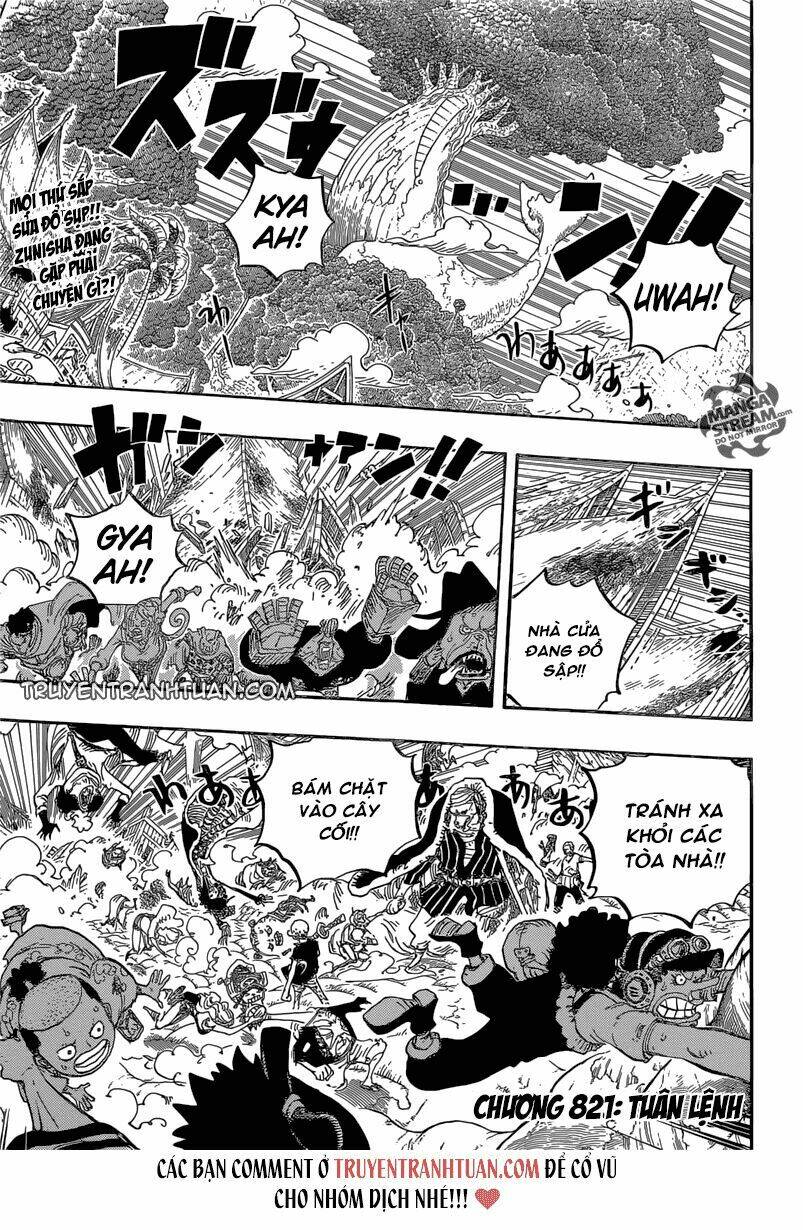 ズズゥ
ン!!
KYA
AH!
UWAH!
MỌI THỨ SẮP
SỬA ĐỔ SỤP!!
ZUNISHA ĐANG
GẶP PHẢI
CHUYỆN GÌ?!
わああああ
MANGA
STREAM.com
DO NOT MIRROR
NHÀ CỬA
ĐANG ĐỔ
SẬP!!
ガシャアン!!
GYA
AH!
TRUYENTRANHTUAN.COM
TRÁNH XA
KHỎI CÁC
TÒA NHÀ!!
BÁM CHẶT
VÀO CÂY
CỐI!!
わああああ
CHƯƠNG 821: TUÂN LỆNH
CÁC BẠN COMMENT Ở TRUYENTRANHTUAN.COM ĐỂ CỔ VŨ
CHO NHÓM DỊCH NHÉ!!!